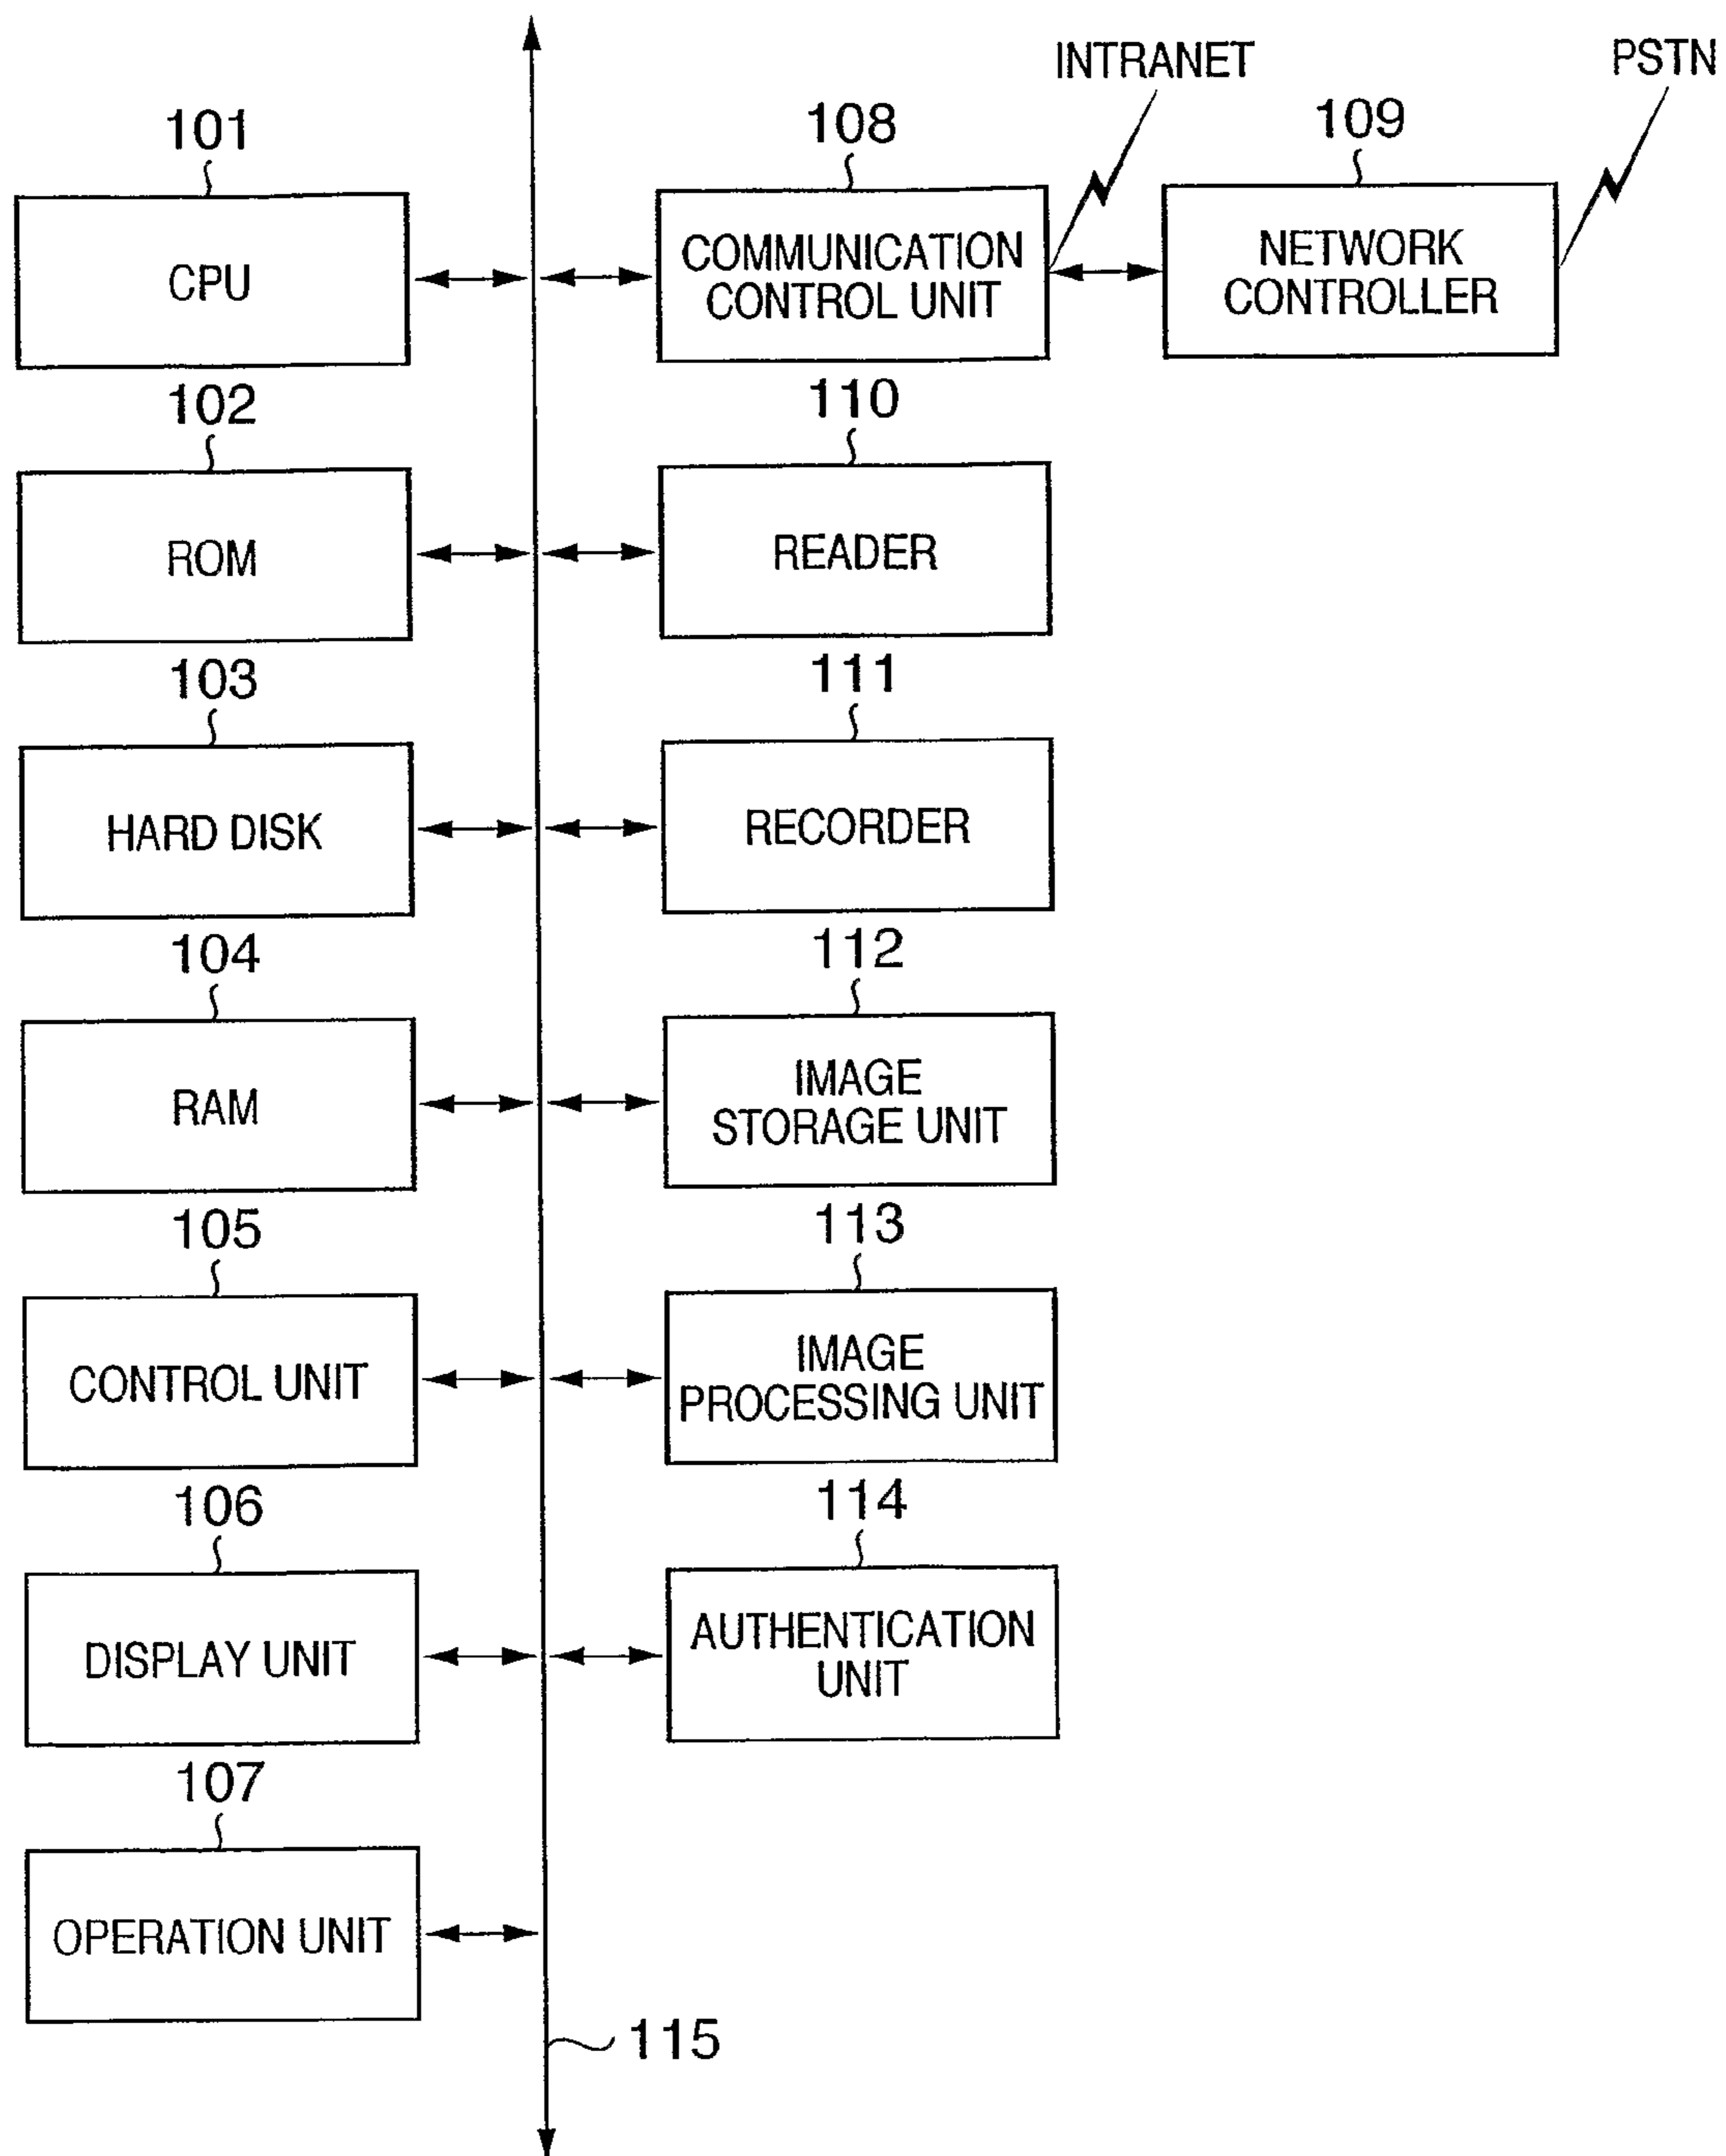 INTRANET
PSTN
101
CPU
108
COMMUNICATION
CONTROL UNIT
109
NETWORK
CONTROLLER
102
ROM
110
READER
103
HARD DISK
111
RECORDER
104
RAM
112
IMAGE
STORAGE UNIT
105
CONTROL UNIT
113
IMAGE
PROCESSING UNIT
106
DISPLAY UNIT
114
AUTHENTICATION
UNIT
107
OPERATION UNIT
115